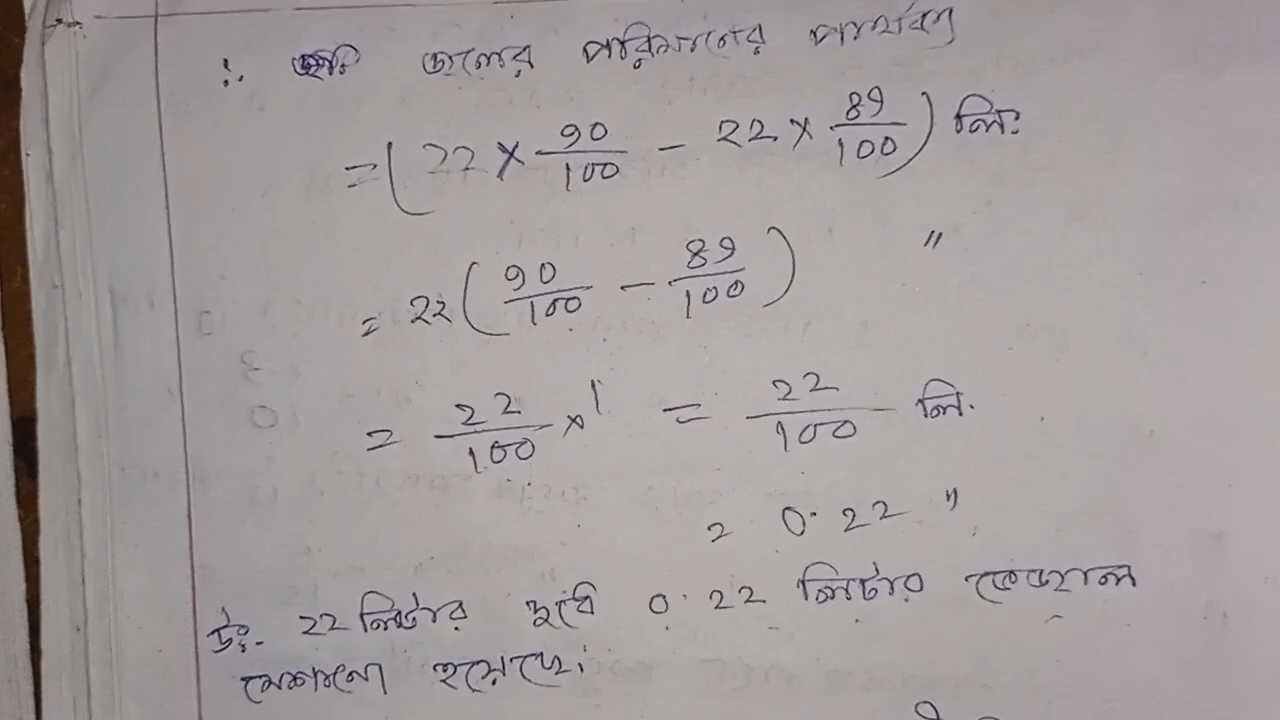 ∴ জলের পরিমানের পার্থক্য
= (22 × 90/100 − 22 × 89/100) লিঃ
= 22 (90/100 − 89/100) "
= 22/100 × 1 = 22/100 লি.
= 0.22 "
উঃ- 22 লিটার দুধে 0.22 লিটার ভেজাল
মেশানো হয়েছে।